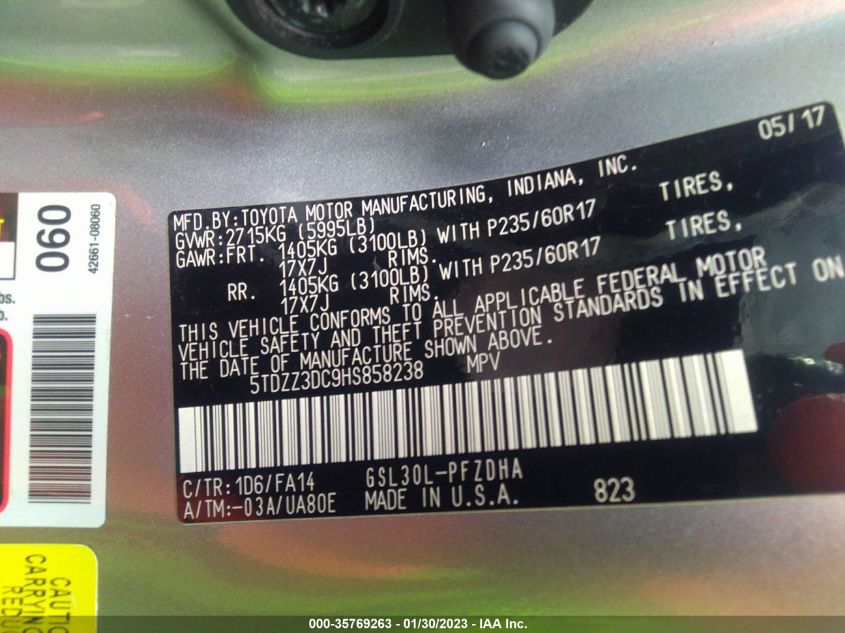 05/17
MFD.BY:TOYOTA MOTOR MANUFACTURING, INDIANA, INC.
GVWR:2715KG (5995LB)
GAWR:FRT. 1405KG (3100LB) WITH P235/60R17 TIRES,
17X7J RIMS.
RR. 1405KG (3100LB) WITH P235/60R17 TIRES,
17X7J RIMS.
THIS VEHICLE CONFORMS TO ALL APPLICABLE FEDERAL MOTOR
VEHICLE SAFETY AND THEFT PREVENTION STANDARDS IN EFFECT ON
THE DATE OF MANUFACTURE SHOWN ABOVE.
5TDZZ3DC9HS858238 MPV
C/TR:1D6/FA14 GSL30L-PFZDHA
A/TM:-03A/UA80E MADE IN U.S.A. 823
060
42661-08060
bs.
b.
CAUT
CARRYING
REDU
000-35769263 - 01/30/2023 - IAA Inc.